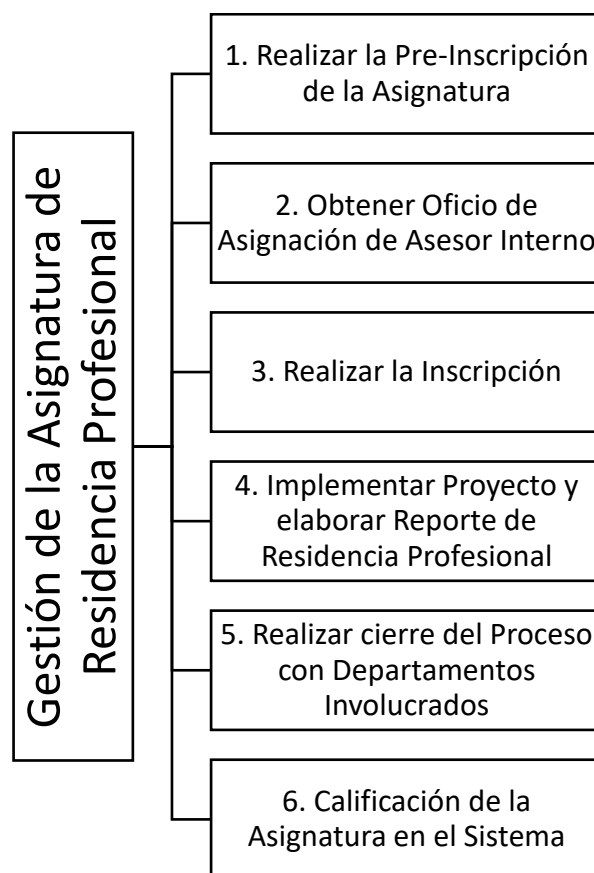 Gestión de la Asignatura de
Residencia Profesional
1. Realizar la Pre-Inscripción
de la Asignatura
2. Obtener Oficio de
Asignación de Asesor Interno
3. Realizar la Inscripción
4. Implementar Proyecto y
elaborar Reporte de
Residencia Profesional
5. Realizar cierre del Proceso
con Departamentos
Involucrados
6. Calificación de la
Asignatura en el Sistema